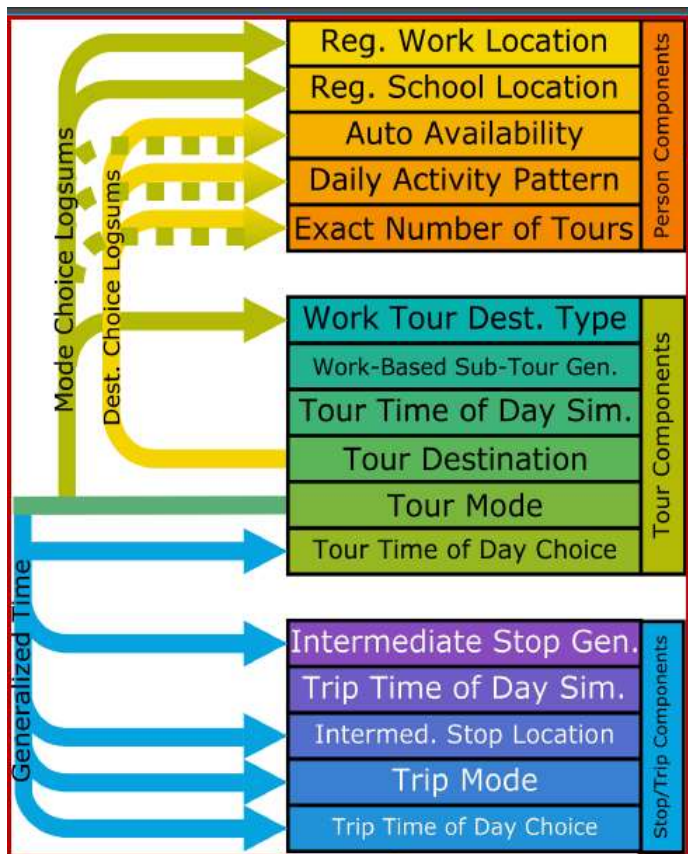 Reg. Work Location
Reg. School Location
Auto Availability
Daily Activity Pattern
Exact Number of Tours
Person Components
Mode Choice Logsums
Dest. Choice Logsums
Work Tour Dest. Type
Work-Based Sub-Tour Gen.
Tour Time of Day Sim.
Tour Destination
Tour Mode
Tour Time of Day Choice
Tour Components
Generalized Time
Intermediate Stop Gen.
Trip Time of Day Sim.
Intermed. Stop Location
Trip Mode
Trip Time of Day Choice
Stop/Trip Components